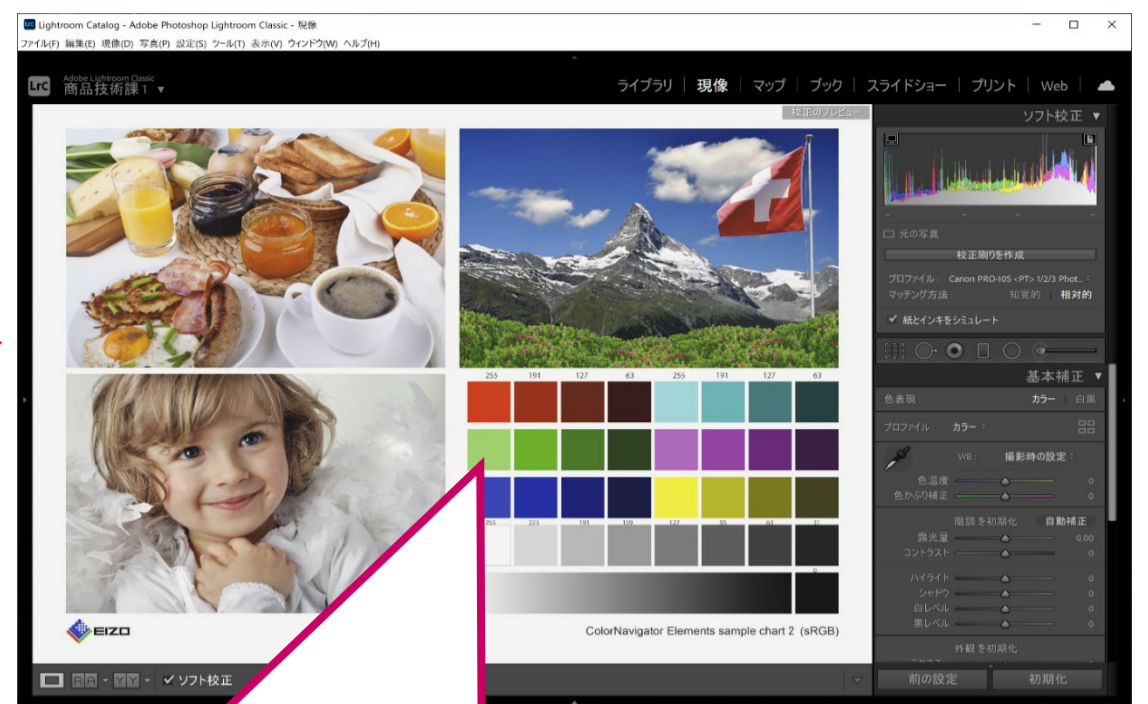 Lightroom Catalog - Adobe Photoshop Lightroom Classic - 現像
ファイル(F) 編集(E) 現像(D) 写真(P) 設定(S) ツール(T) 表示(V) ウィンドウ(W) ヘルプ(H)
LrC
Adobe Lightroom Classic
商品技術課1
ライブラリ | 現像 | マップ | ブック | スライドショー | プリント | Web
校正のプレビュー
ソフト校正
元の写真
校正刷りを作成
プロファイル: Canon PRO-10S <PT> 1/2/3 Phot...
マッチング方法: 知覚的 相対的
紙とインキをシミュレート
基本補正
色表現: カラー 白黒
プロファイル: カラー
WB: 撮影時の設定
色温度 0
色かぶり補正 0
階調を初期化 自動補正
露光量 0.00
コントラスト 0
ハイライト 0
シャドウ 0
白レベル 0
黒レベル 0
外観を初期化
前の設定 初期化
255 191 127 63 255 191 127 63
255 223 191 159 127 95 63 31
0
EIZO
ColorNavigator Elements sample chart 2 (sRGB)
ソフト校正